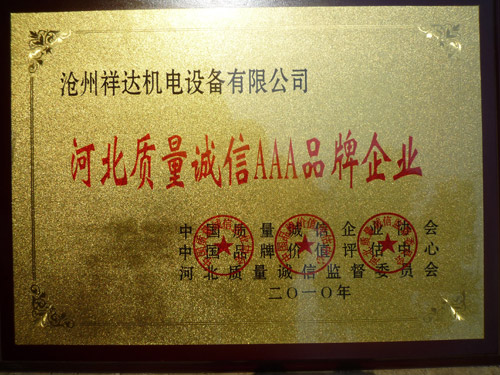 沧州祥达机电设备有限公司
河北质量诚信AAA品牌企业
中国质量诚信企业协会
中国品牌价值评估中心
河北质量诚信监督委员会
二〇一〇年